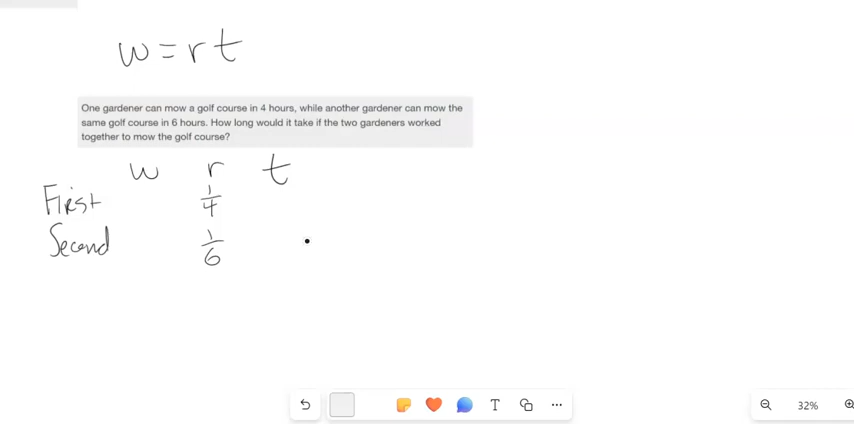 w = rt
One gardener can mow a golf course in 4 hours, while another gardener can mow the
same golf course in 6 hours. How long would it take if the two gardeners worked
together to mow the golf course?
w r t
First 1/4
Second 1/6
T
32%